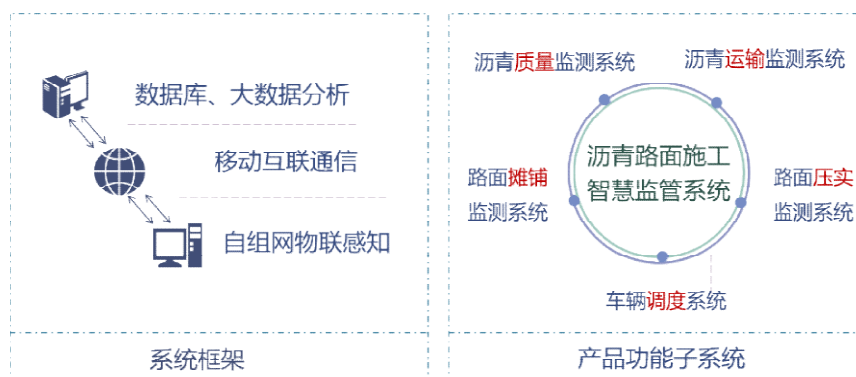 数据库、大数据分析
移动互联通信
自组网物联感知
系统框架
沥青质量监测系统
沥青运输监测系统
沥青路面施工
智慧监管系统
路面摊铺
监测系统
路面压实
监测系统
车辆调度系统
产品功能子系统